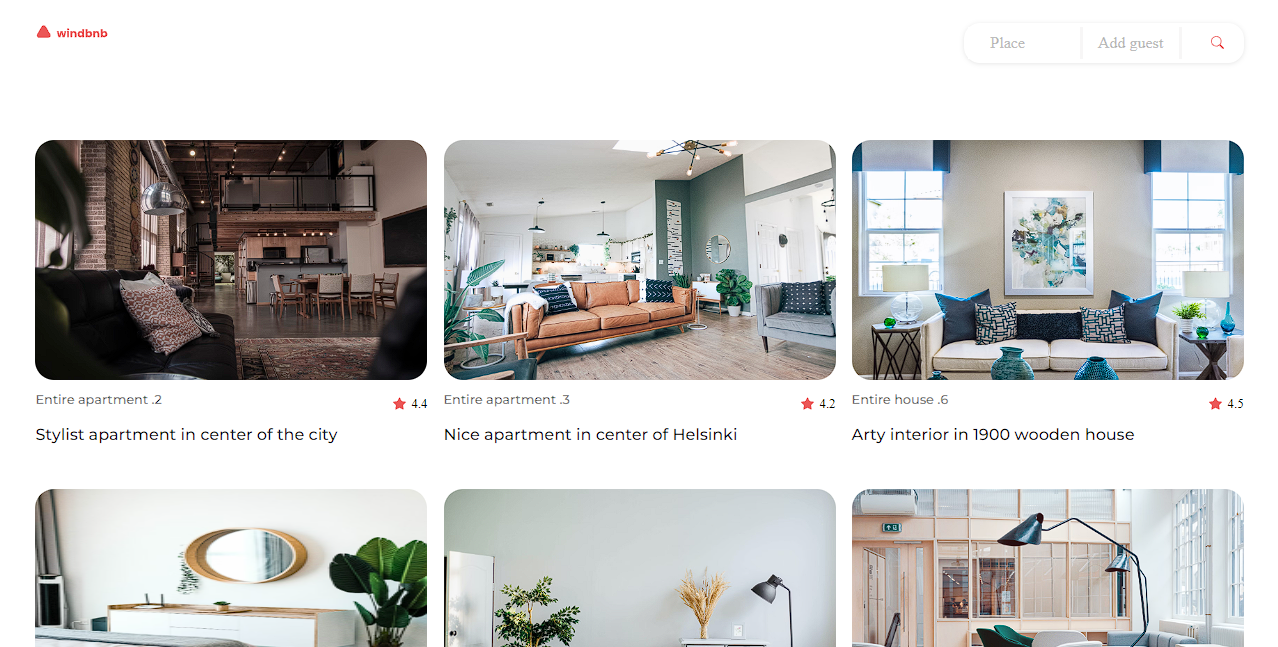 windbnb
Place
Add guest
Entire apartment .2
4.4
Stylist apartment in center of the city
Entire apartment .3
4.2
Nice apartment in center of Helsinki
Entire house .6
4.5
Arty interior in 1900 wooden house